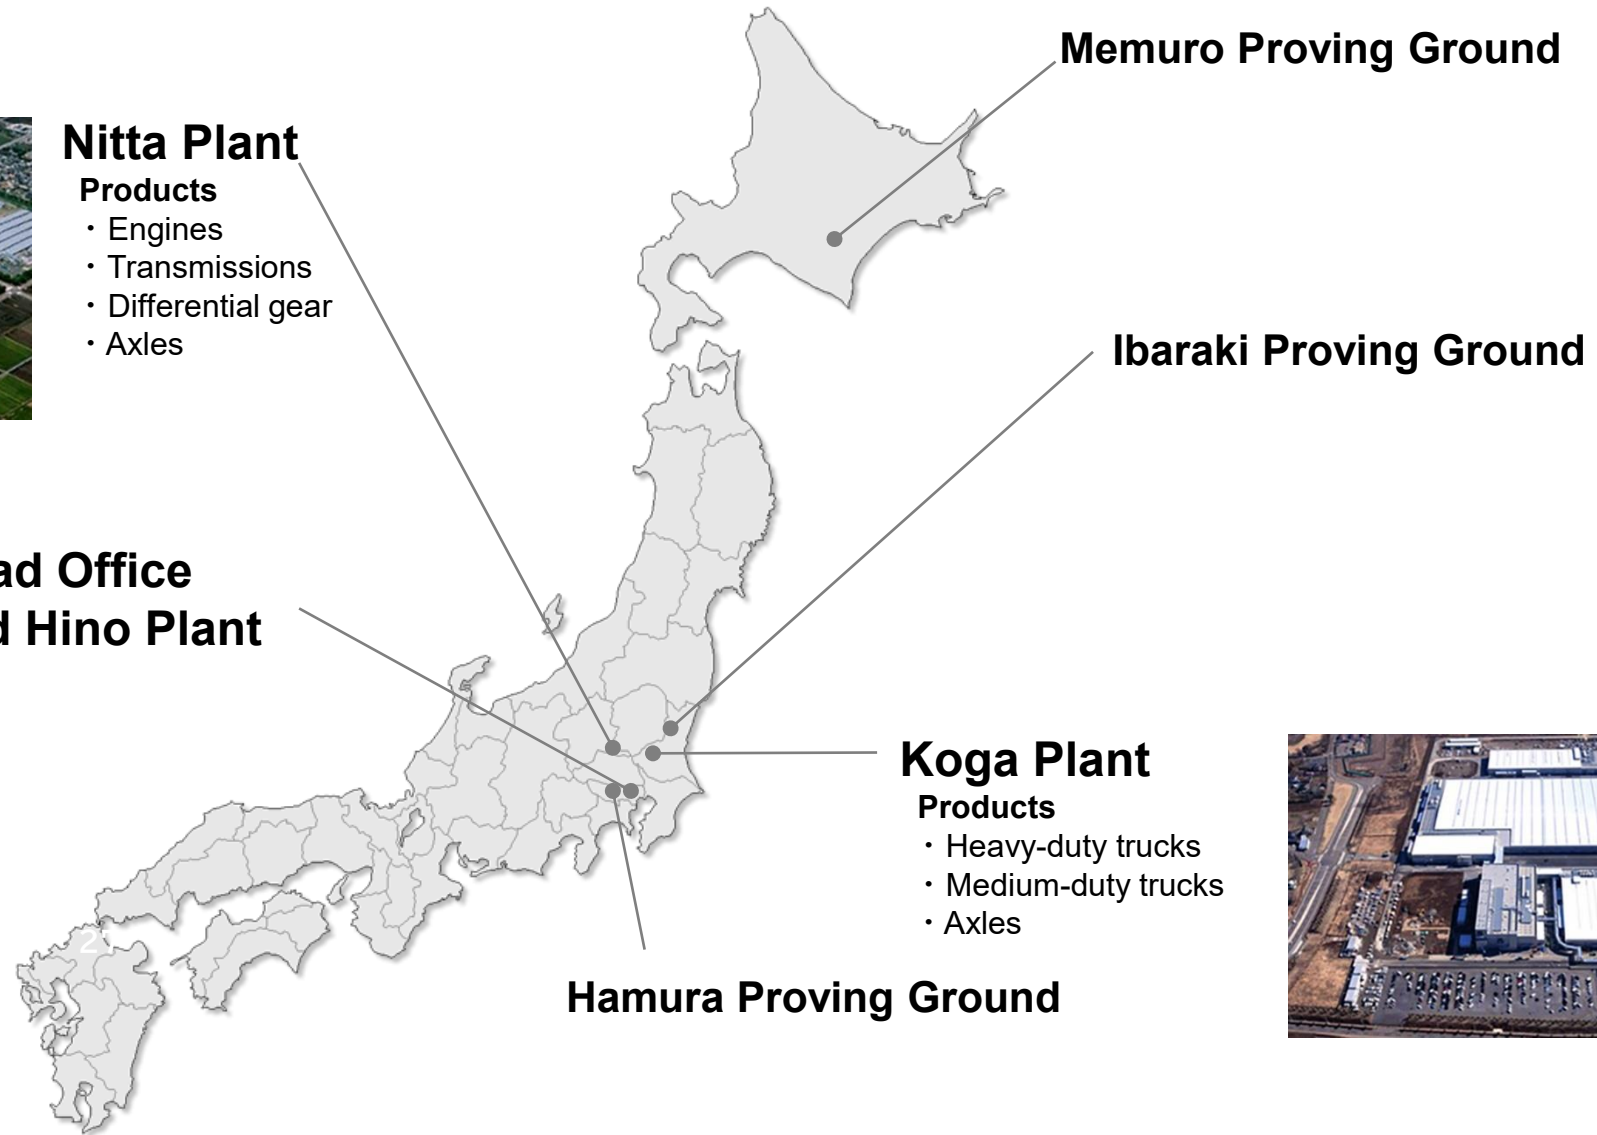 Memuro Proving Ground
Nitta Plant
Products
・Engines
・Transmissions
・Differential gear
・Axles
Ibaraki Proving Ground
ad Office
d Hino Plant
Koga Plant
Products
・Heavy-duty trucks
・Medium-duty trucks
・Axles
Hamura Proving Ground